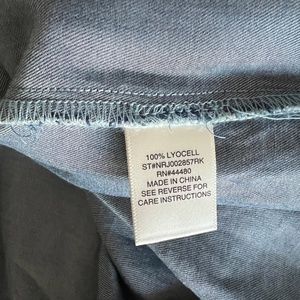 100% LYOCELL
ST#NRJ002857RK
RN#44480
MADE IN CHINA
SEE REVERSE FOR
CARE INSTRUCTIONS